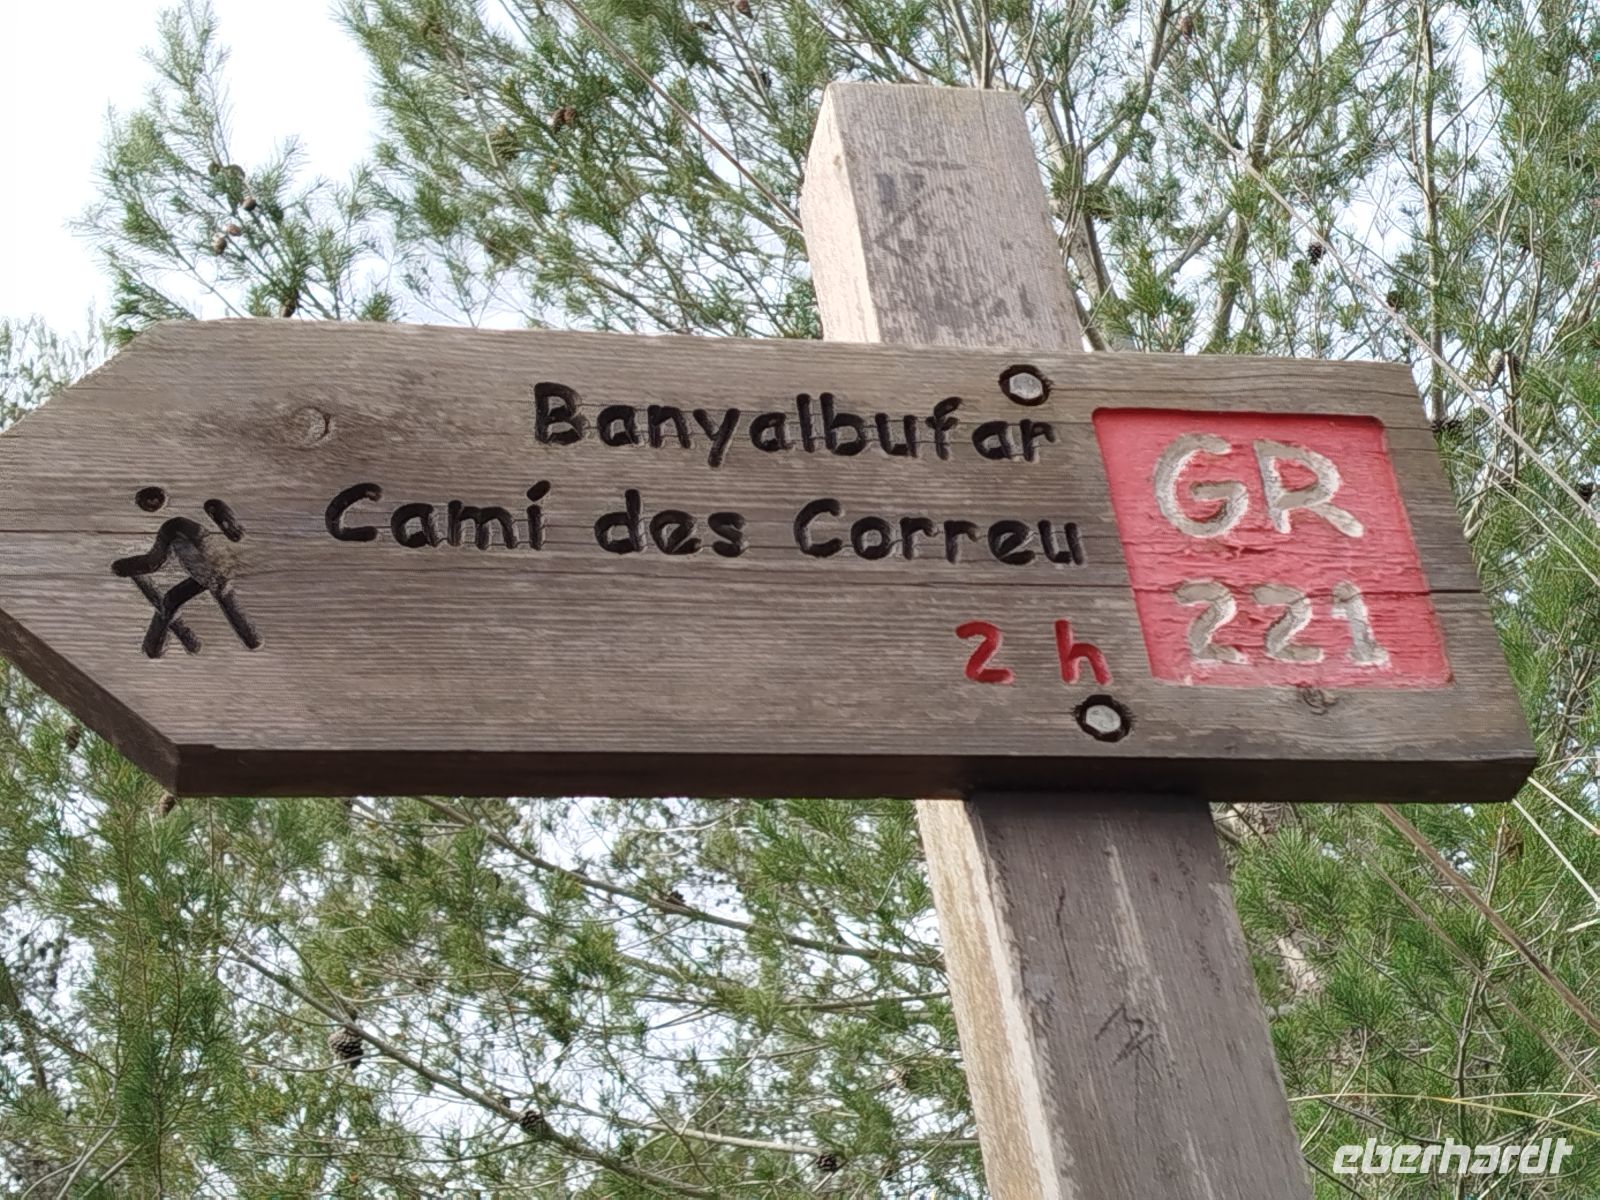 Banyalbufar
Camí des Correu
2 h
GR
221
eberhardt